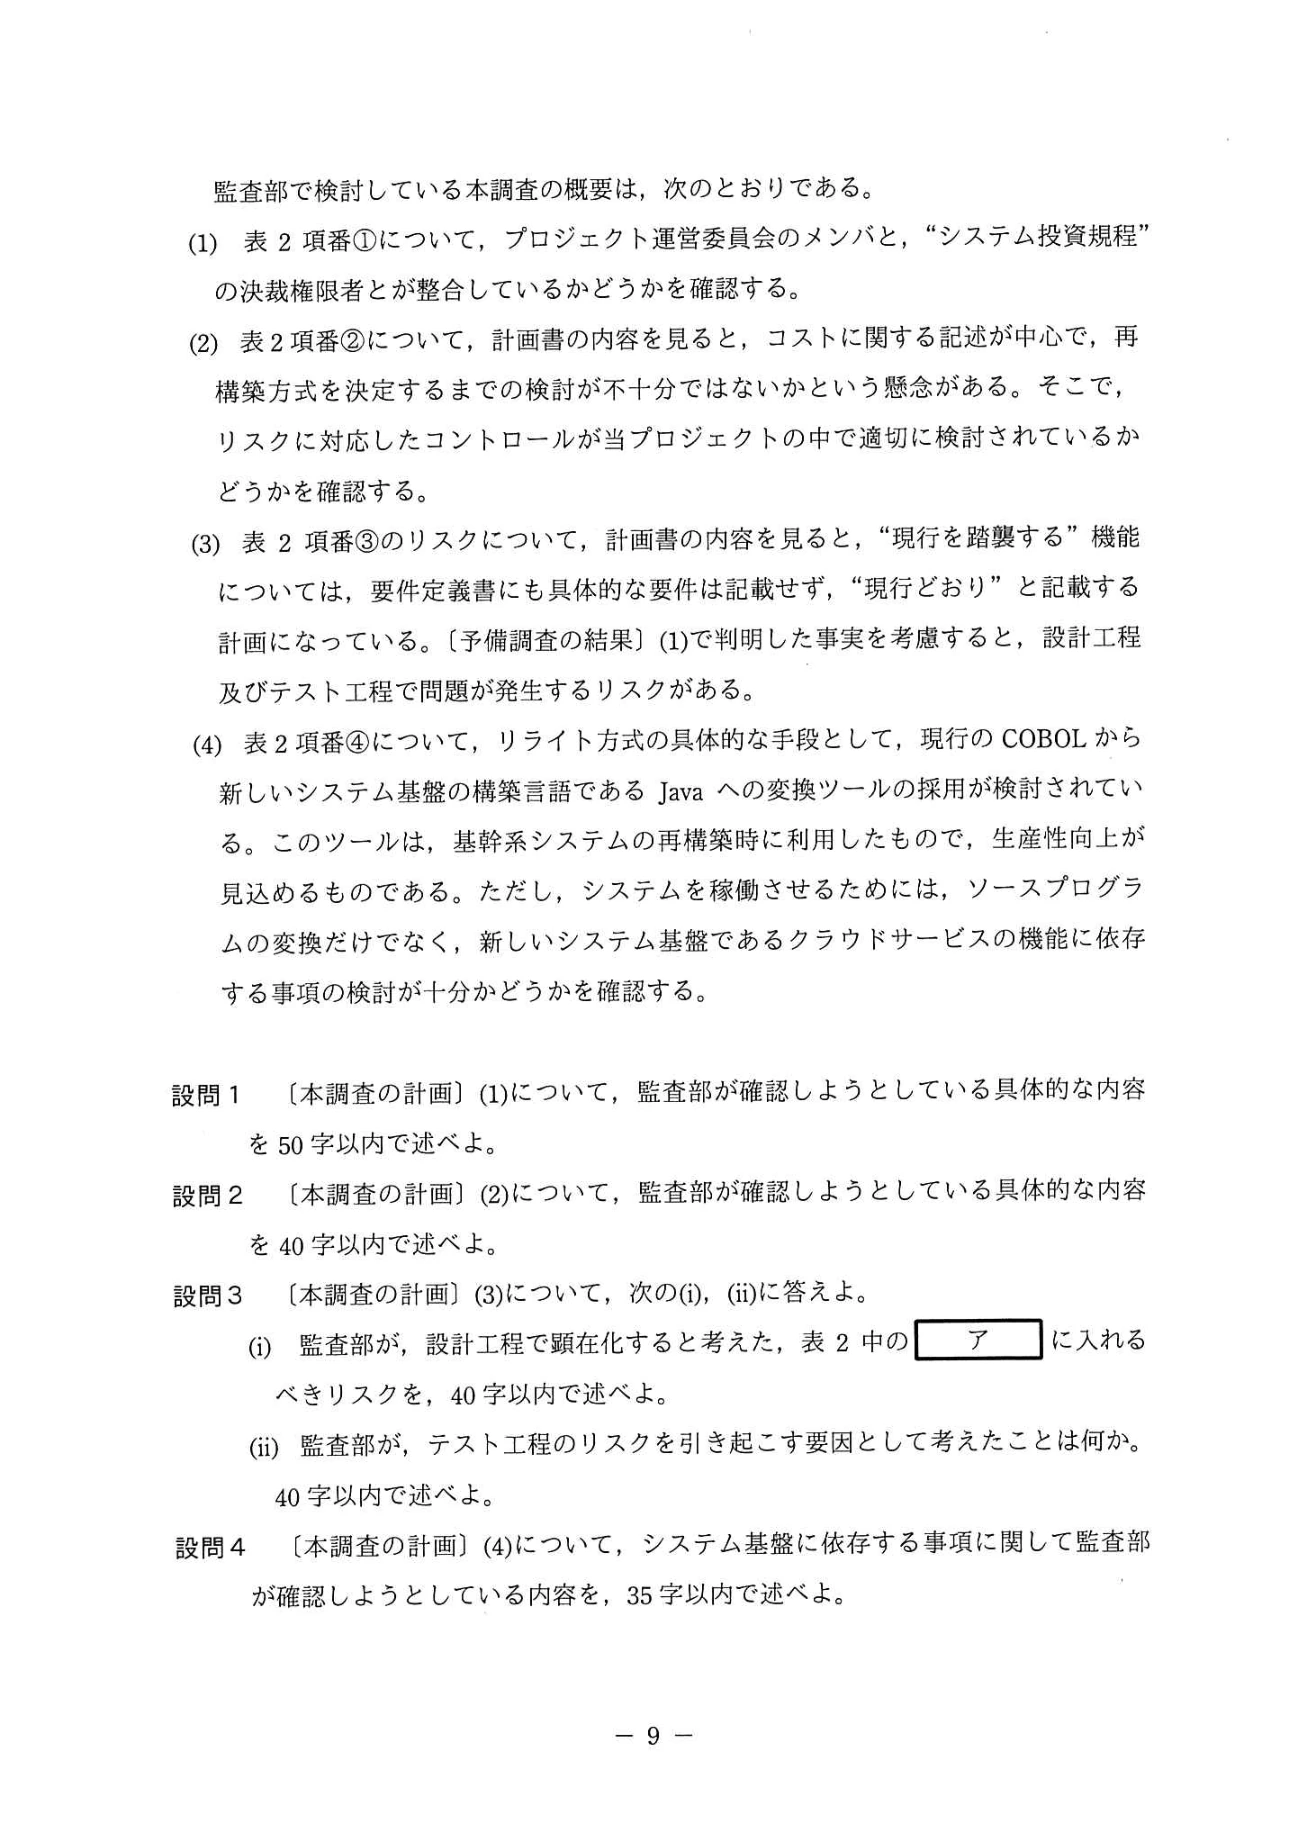 監査部で検討している本調査の概要は，次のとおりである。
(1) 表 2 項番①について，プロジェクト運営委員会のメンバと，“システム投資規程”
の決裁権限者とが整合しているかどうかを確認する。
(2) 表 2 項番②について，計画書の内容を見ると，コストに関する記述が中心で，再
構築方式を決定するまでの検討が不十分ではないかという懸念がある。そこで，
リスクに対応したコントロールが当プロジェクトの中で適切に検討されているか
どうかを確認する。
(3) 表 2 項番③のリスクについて，計画書の内容を見ると，“現行を踏襲する”機能
については，要件定義書にも具体的な要件は記載せず，“現行どおり”と記載する
計画になっている。〔予備調査の結果〕(1)で判明した事実を考慮すると，設計工程
及びテスト工程で問題が発生するリスクがある。
(4) 表 2 項番④について，リライト方式の具体的な手段として，現行の COBOL から
新しいシステム基盤の構築言語である Java への変換ツールの採用が検討されてい
る。このツールは，基幹系システムの再構築時に利用したもので，生産性向上が
見込めるものである。ただし，システムを稼働させるためには，ソースプログラ
ムの変換だけでなく，新しいシステム基盤であるクラウドサービスの機能に依存
する事項の検討が十分かどうかを確認する。
設問 1 〔本調査の計画〕(1)について，監査部が確認しようとしている具体的な内容
を 50 字以内で述べよ。
設問 2 〔本調査の計画〕(2)について，監査部が確認しようとしている具体的な内容
を 40 字以内で述べよ。
設問 3 〔本調査の計画〕(3)について，次の(i)，(ii)に答えよ。
(i) 監査部が，設計工程で顕在化すると考えた，表 2 中の ア に入れる
べきリスクを，40 字以内で述べよ。
(ii) 監査部が，テスト工程のリスクを引き起こす要因として考えたことは何か。
40 字以内で述べよ。
設問 4 〔本調査の計画〕(4)について，システム基盤に依存する事項に関して監査部
が確認しようとしている内容を，35 字以内で述べよ。
－ 9 －